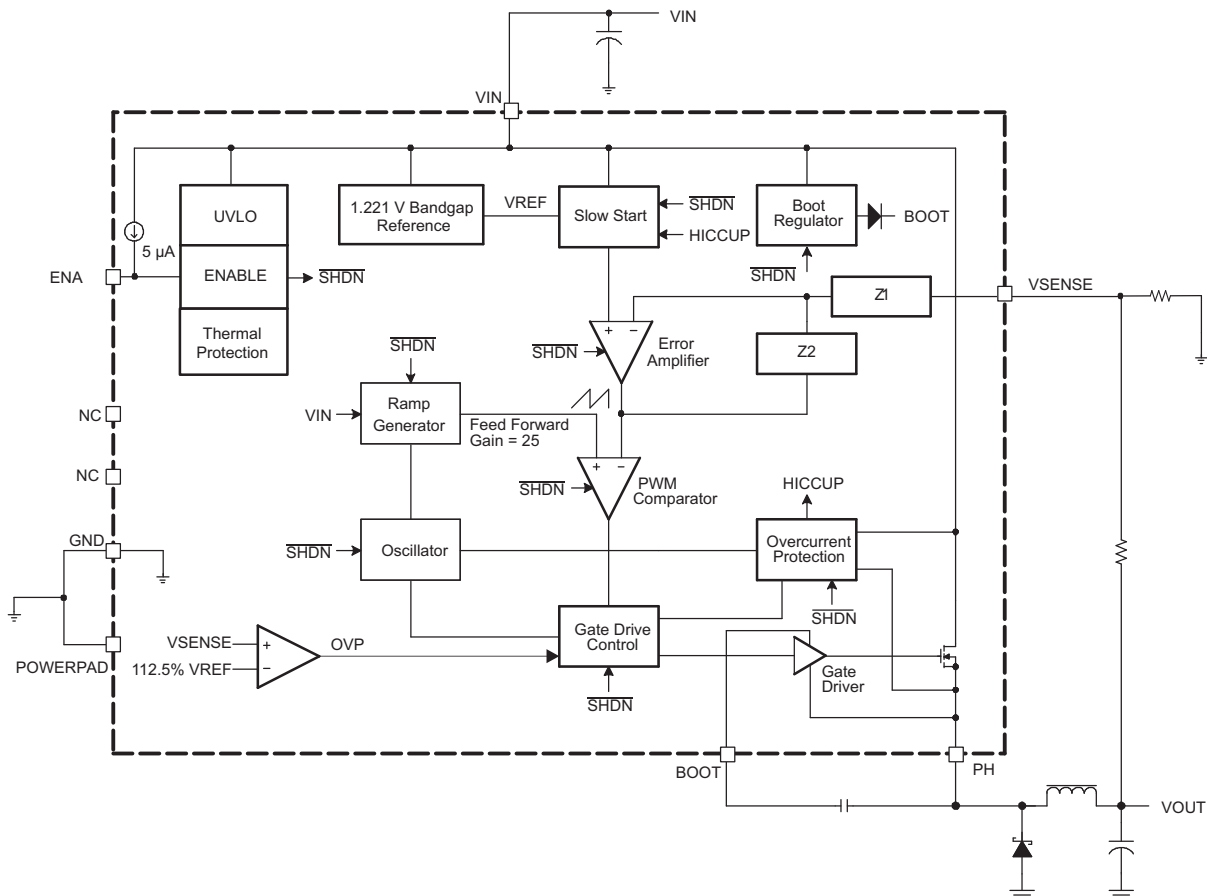 VIN
VIN
UVLO
1.221 V Bandgap
Reference
VREF
Slow Start
SHDN
HICCUP
Boot
Regulator
BOOT
5 µA
ENA
ENABLE
SHDN
SHDN
Z1
VSENSE
Thermal
Protection
SHDN
+ −
Error
Amplifier
Z2
SHDN
NC
VIN
Ramp
Generator
Feed Forward
Gain = 25
+ −
NC
SHDN
PWM
Comparator
HICCUP
GND
SHDN
Oscillator
Overcurrent
Protection
SHDN
Gate Drive
Control
VSENSE
+
OVP
POWERPAD
112.5% VREF
−
Gate
Driver
SHDN
BOOT
PH
VOUT